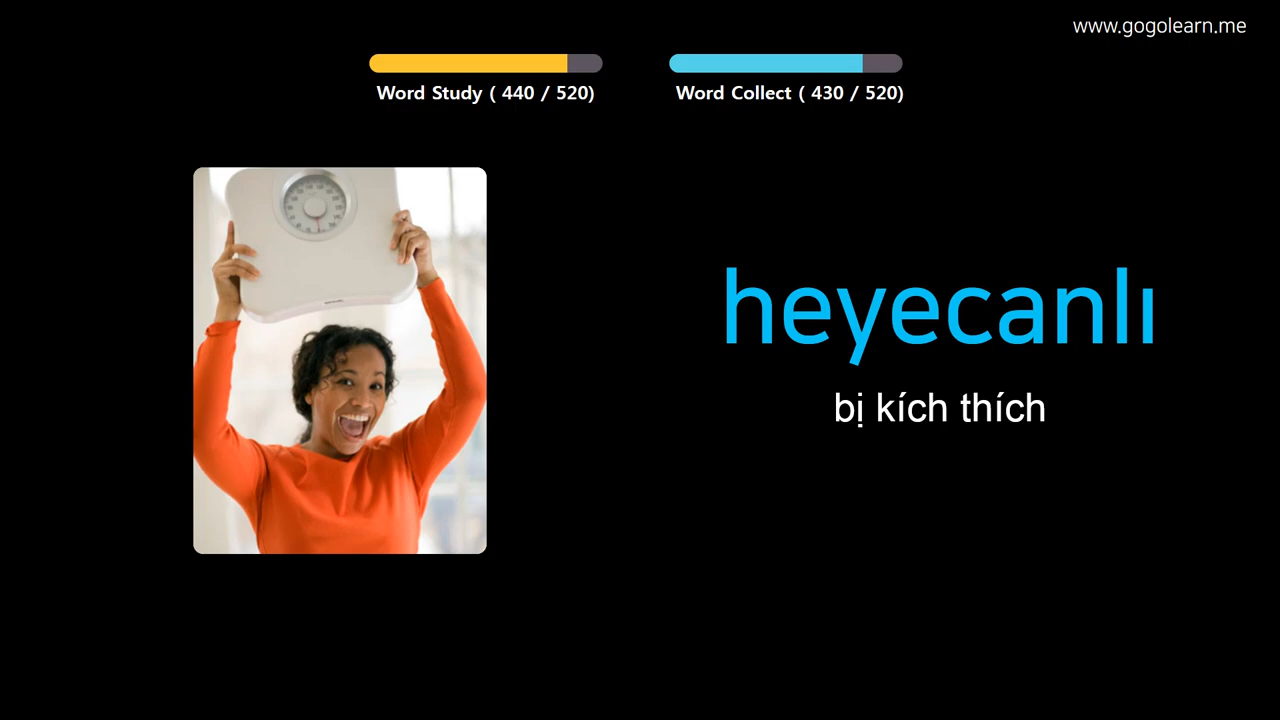 www.gogolearn.me
Word Study ( 440 / 520)
Word Collect ( 430 / 520)
heyecanlı
bị kích thích